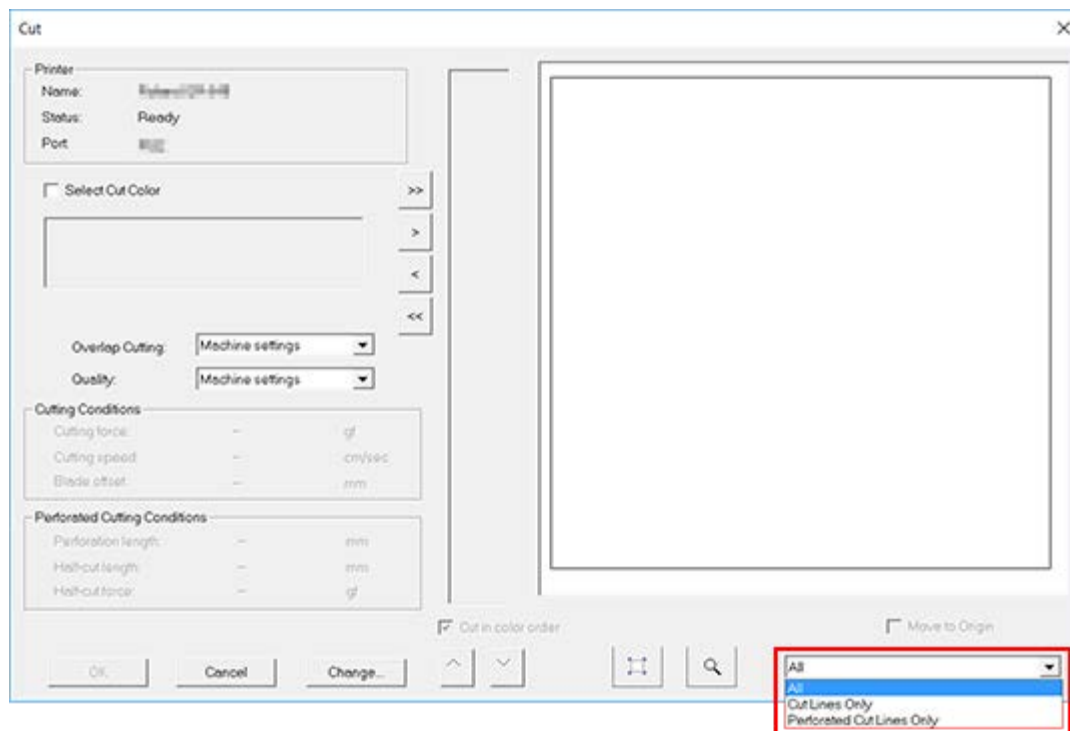 Cut
Printer
Name:
Status: Ready
Port
Select Cut Color
>>
>
<
<<
Overlap Cutting: Machine settings
Quality: Machine settings
Cutting Conditions
Cutting force: -- gf
Cutting speed: -- cm/sec
Blade offset: -- mm
Perforated Cutting Conditions
Perforation length: -- mm
Half-cut length: -- mm
Half-cut force: -- gf
Cut in color order
Move to Origin
OK
Cancel
Change...
All
All
Cut Lines Only
Perforated Cut Lines Only